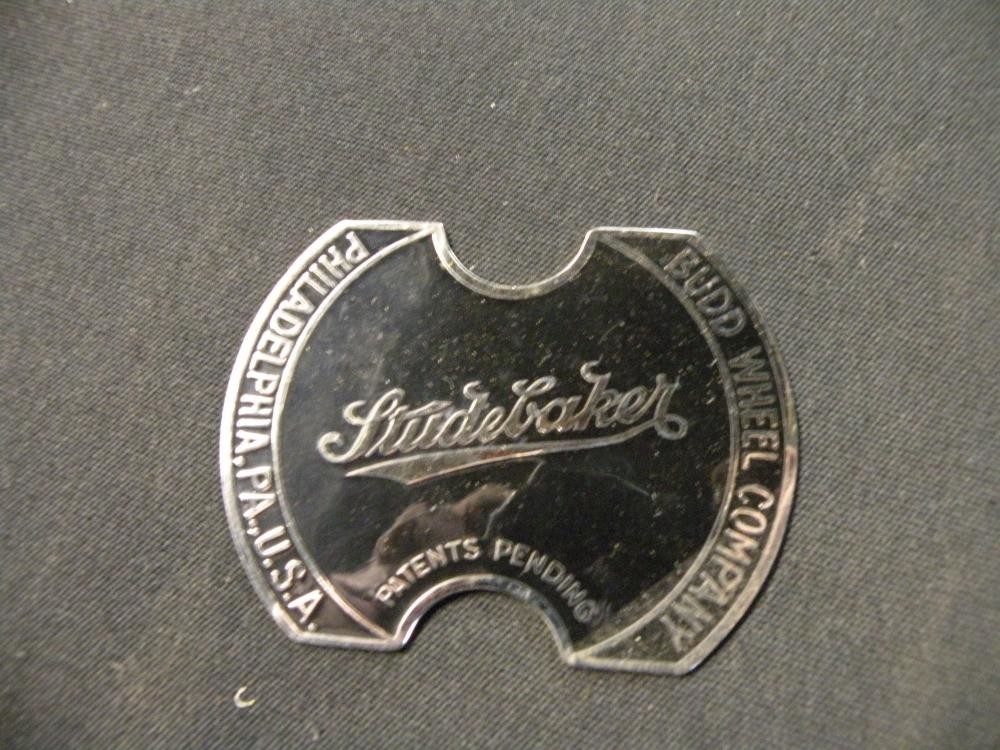 PHILADELPHIA, PA., U.S.A.
BUDD WHEEL COMPANY
Studebaker
PATENTS PENDING